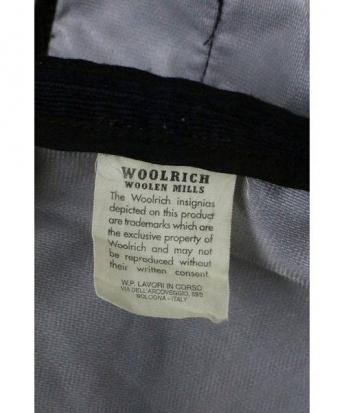 WOOLRICH
WOOLEN MILLS
The Woolrich insignias
depicted on this product
are trademarks which are
the exclusive property of
Woolrich and may not
be reproduced without
their written consent.
W.P. LAVORI IN CORSO
VIA DELL'ARCOVEGGIO, 59/5
BOLOGNA - ITALY